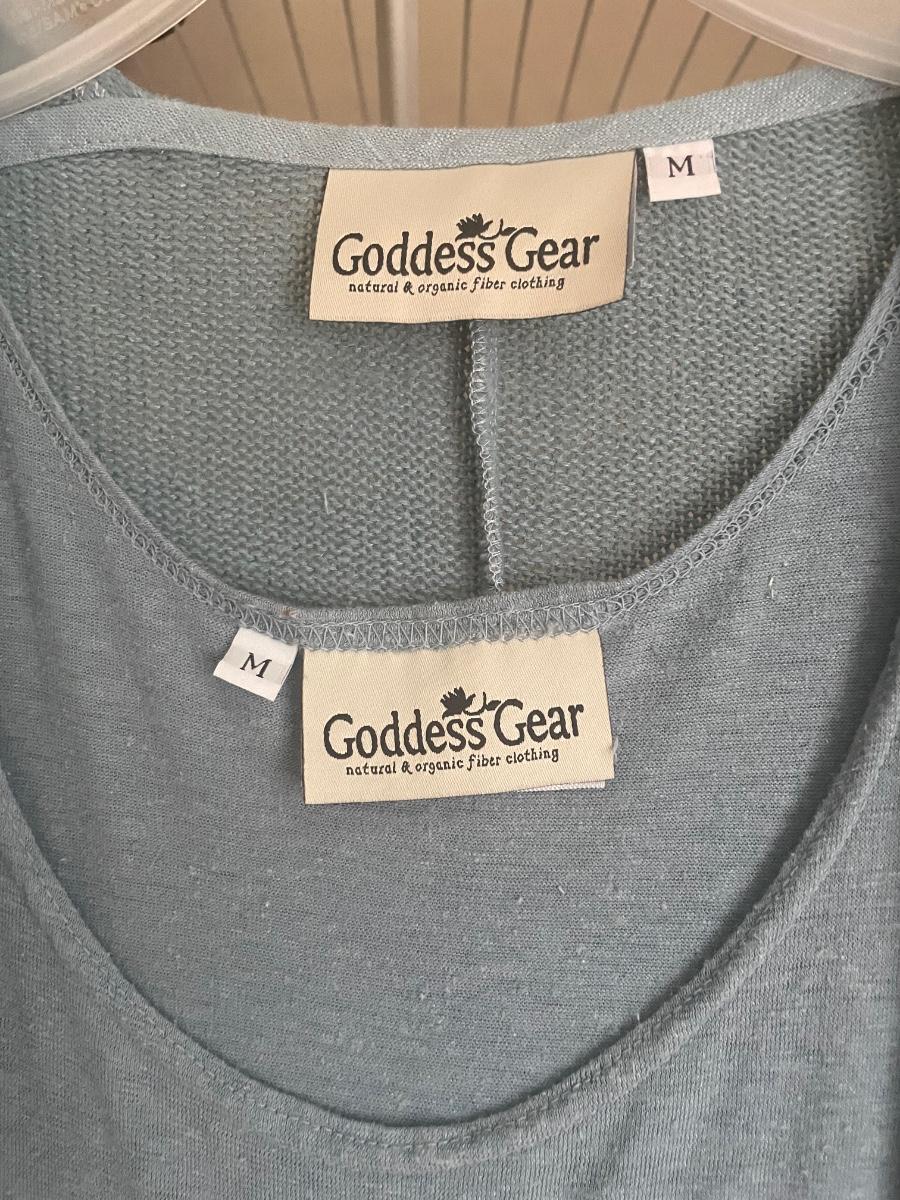 Goddess Gear
natural & organic fiber clothing
M
M
Goddess Gear
natural & organic fiber clothing